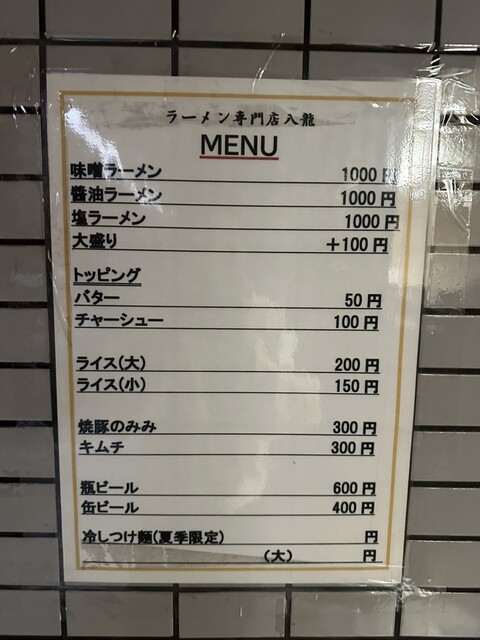 ラーメン専門店八龍
MENU
味噌ラーメン 1000円
醤油ラーメン 1000円
塩ラーメン 1000円
大盛り +100円
トッピング
バター 50円
チャーシュー 100円
ライス(大) 200円
ライス(小) 150円
焼豚のみみ 300円
キムチ 300円
瓶ビール 600円
缶ビール 400円
冷しつけ麺(夏季限定) 円
(大) 円